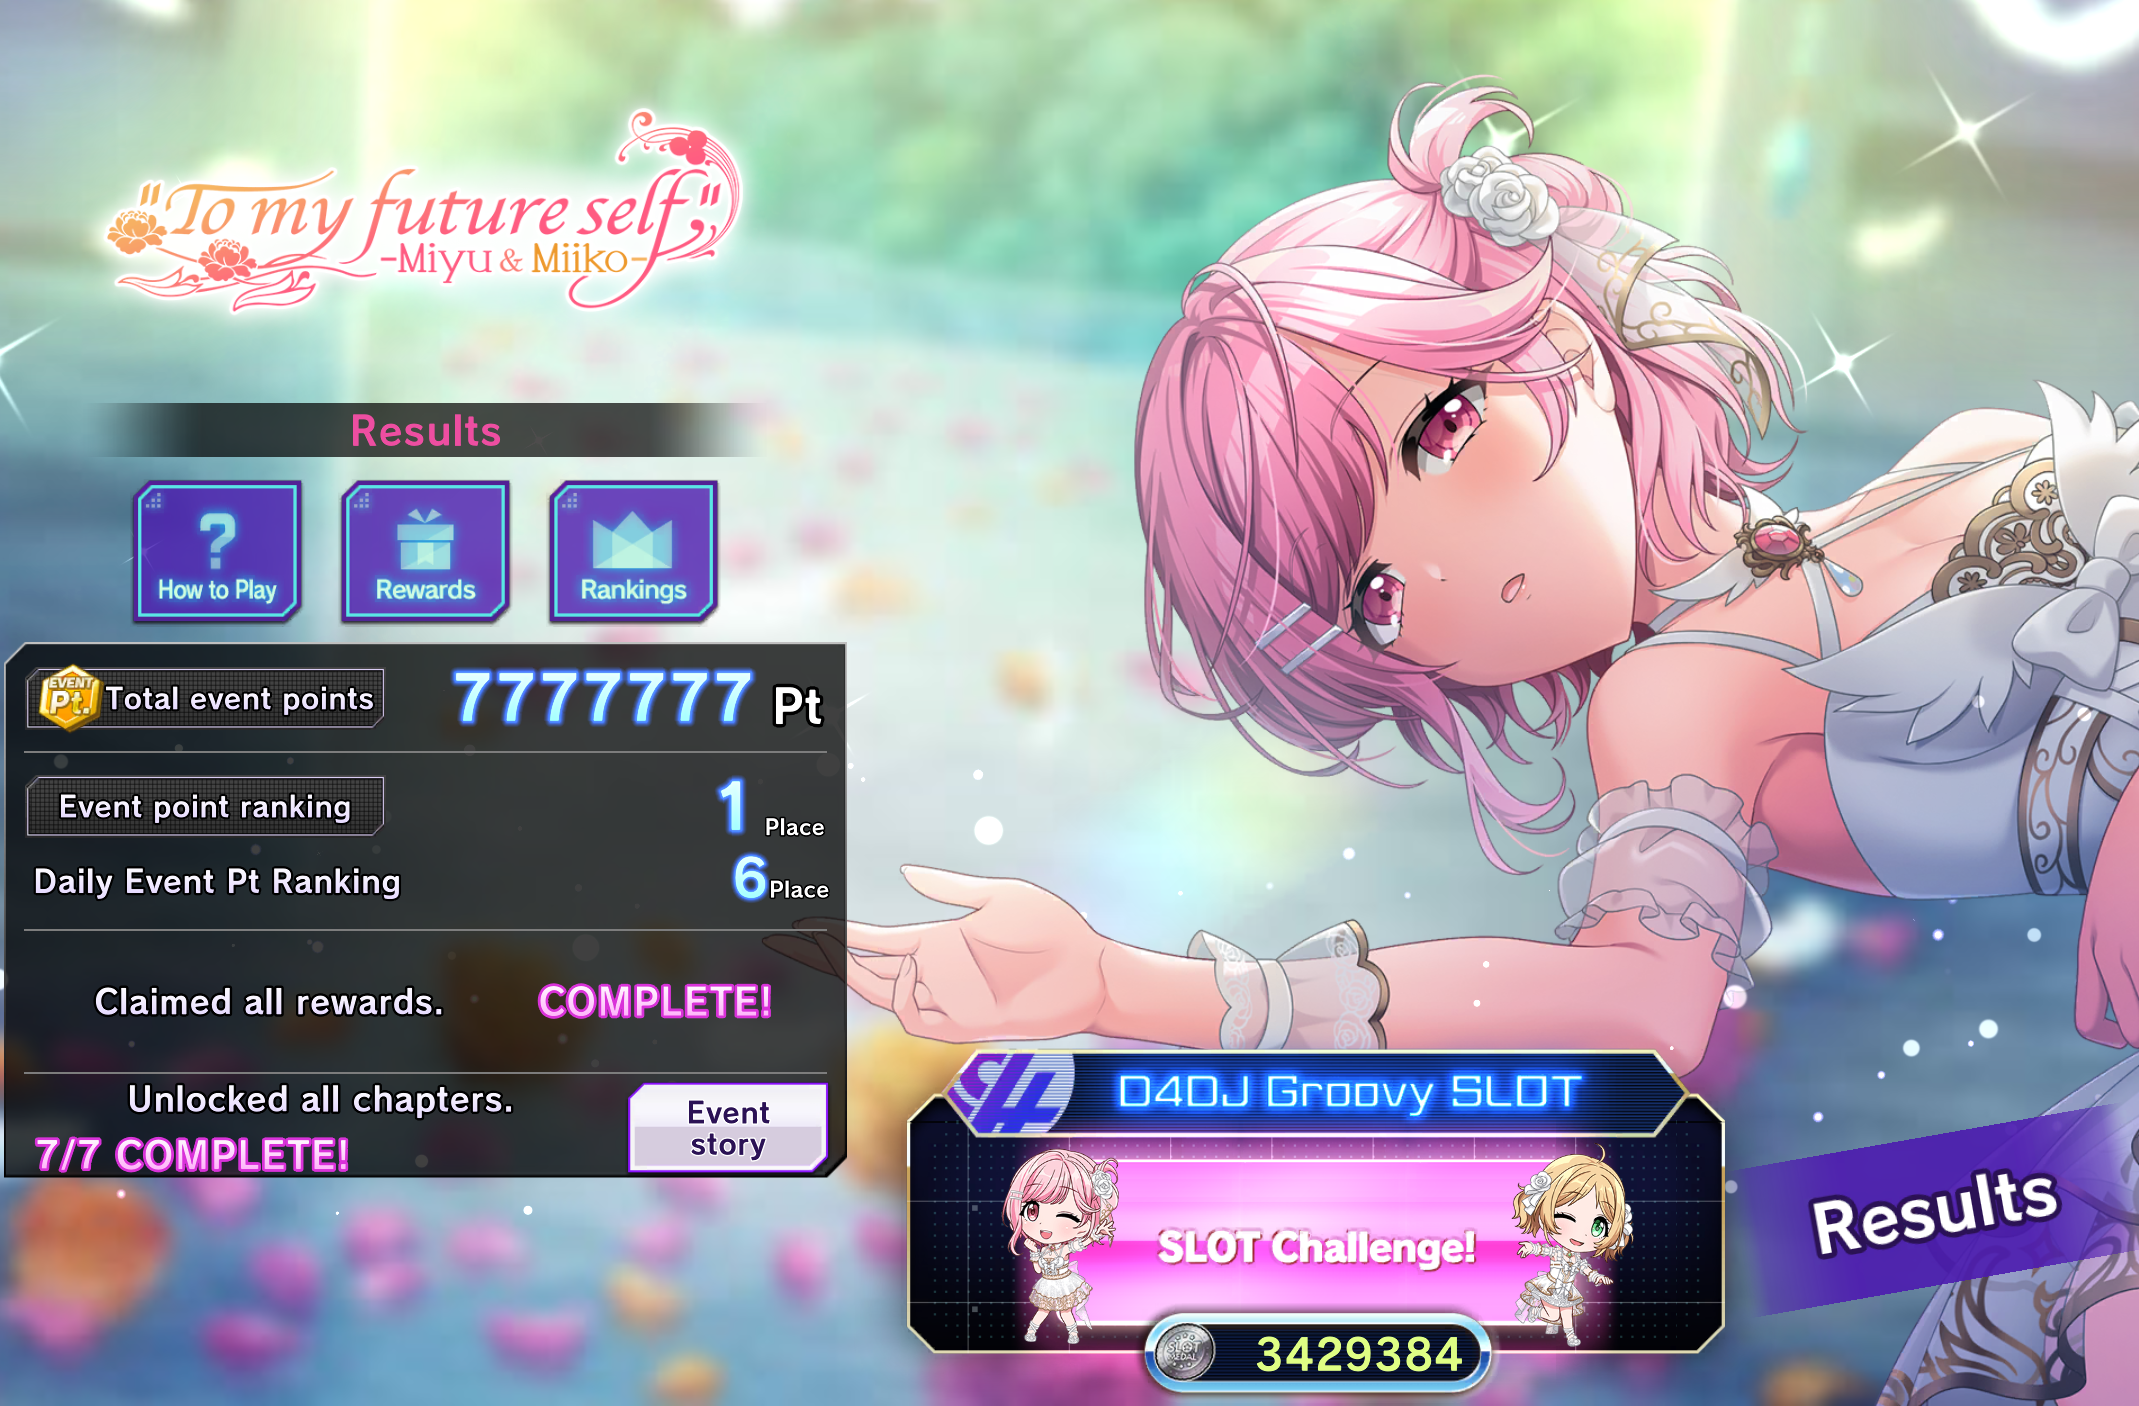 "To my future self."
-Miyu & Miiko-
Results
?
How to Play
Rewards
Rankings
EVENT
Pt.
Total event points
7777777 Pt
Event point ranking
1 Place
Daily Event Pt Ranking
6 Place
Claimed all rewards.
COMPLETE!
Unlocked all chapters.
7/7 COMPLETE!
Event
story
D4DJ Groovy SLOT
SLOT Challenge!
SLOT
MEDAL
3429384
Results